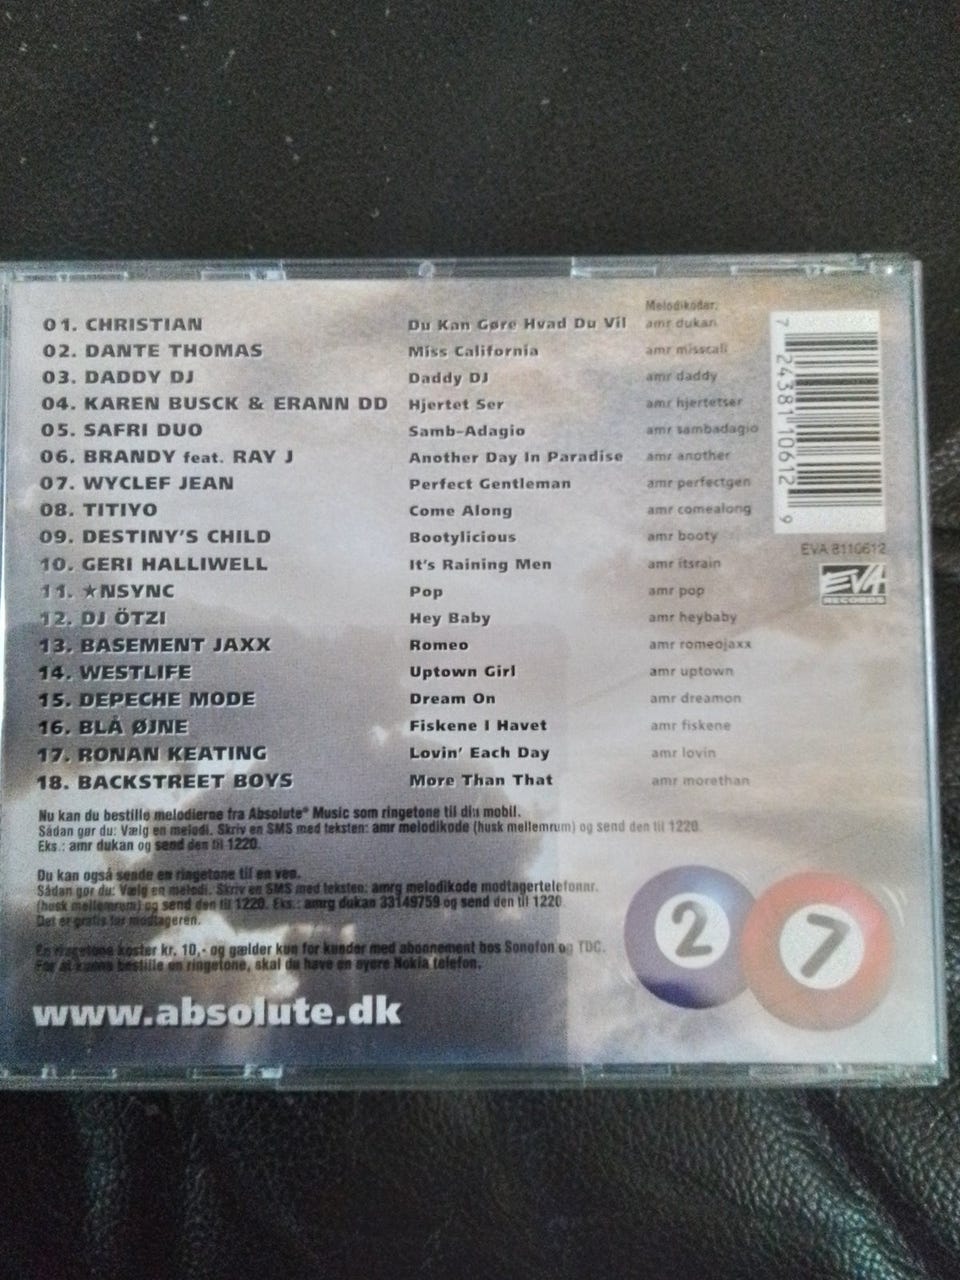 Melodikoder:
01. CHRISTIAN Du Kan Gøre Hvad Du Vil amr dukan
02. DANTE THOMAS Miss California amr misscali
03. DADDY DJ Daddy DJ amr daddy
04. KAREN BUSCK & ERANN DD Hjertet Ser amr hjertetser
05. SAFRI DUO Samb-Adagio amr sambadagio
06. BRANDY feat. RAY J Another Day In Paradise amr another
07. WYCLEF JEAN Perfect Gentleman amr perfectgen
08. TITIYO Come Along amr comealong
09. DESTINY'S CHILD Bootylicious amr booty
10. GERI HALLIWELL It's Raining Men amr itsrain
11. ★NSYNC Pop amr pop
12. DJ ÖTZI Hey Baby amr heybaby
13. BASEMENT JAXX Romeo amr romeojaxx
14. WESTLIFE Uptown Girl amr uptown
15. DEPECHE MODE Dream On amr dreamon
16. BLÅ ØJNE Fiskene I Havet amr fiskene
17. RONAN KEATING Lovin' Each Day amr lovin
18. BACKSTREET BOYS More Than That amr morethan
7 24381 10612 9
EVA 8110612
EVA
RECORDS
Nu kan du bestille melodierne fra Absolute® Music som ringetone til din mobil.
Sådan gør du: Vælg en melodi. Skriv en SMS med teksten: amr melodikode (husk mellemrum) og send den til 1220.
Eks.: amr dukan og send den til 1220.
Du kan også sende en ringetone til en ven.
Sådan gør du: Vælg en melodi. Skriv en SMS med teksten: amrg melodikode modtagertelefonnr.
(husk mellemrum) og send den til 1220. Eks.: amrg dukan 33149759 og send den til 1220
Det er gratis for modtageren.
En ringetone koster kr. 10,- og gælder kun for kunder med abonnement hos Sonofon og TDC.
For at kunne bestille en ringetone, skal du have en nyere Nokia telefon.
www.absolute.dk
2 7